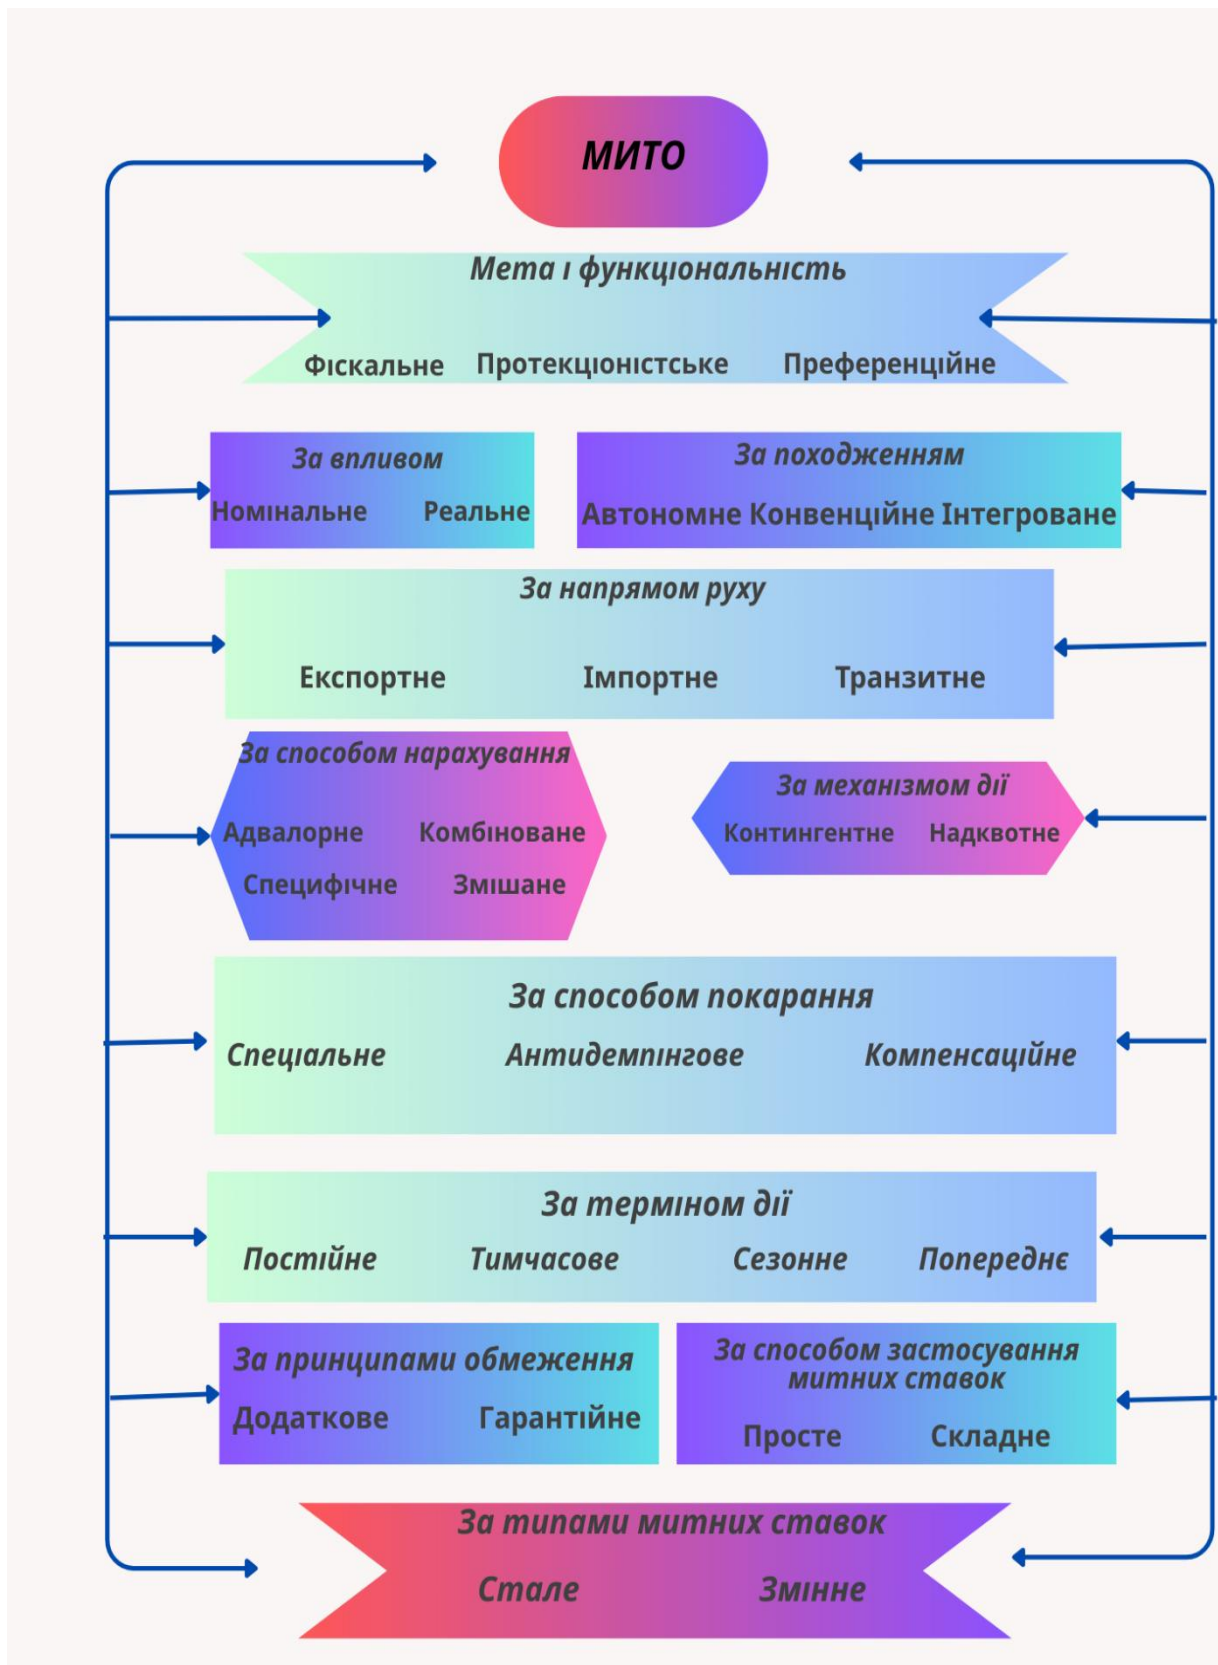 МИТО
Мета і функціональність
Фіскальне Протекціоністське Преференційне
За впливом
Номінальне Реальне
За походженням
Автономне Конвенційне Інтегроване
За напрямом руху
Експортне Імпортне Транзитне
За способом нарахування
Адвалорне Комбіноване
Специфічне Змішане
За механізмом дії
Контингентне Надквотне
За способом покарання
Спеціальне Антидемпінгове Компенсаційне
За терміном дії
Постійне Тимчасове Сезонне Попереднє
За принципами обмеження
Додаткове Гарантійне
За способом застосування
митних ставок
Просте Складне
За типами митних ставок
Стале Змінне